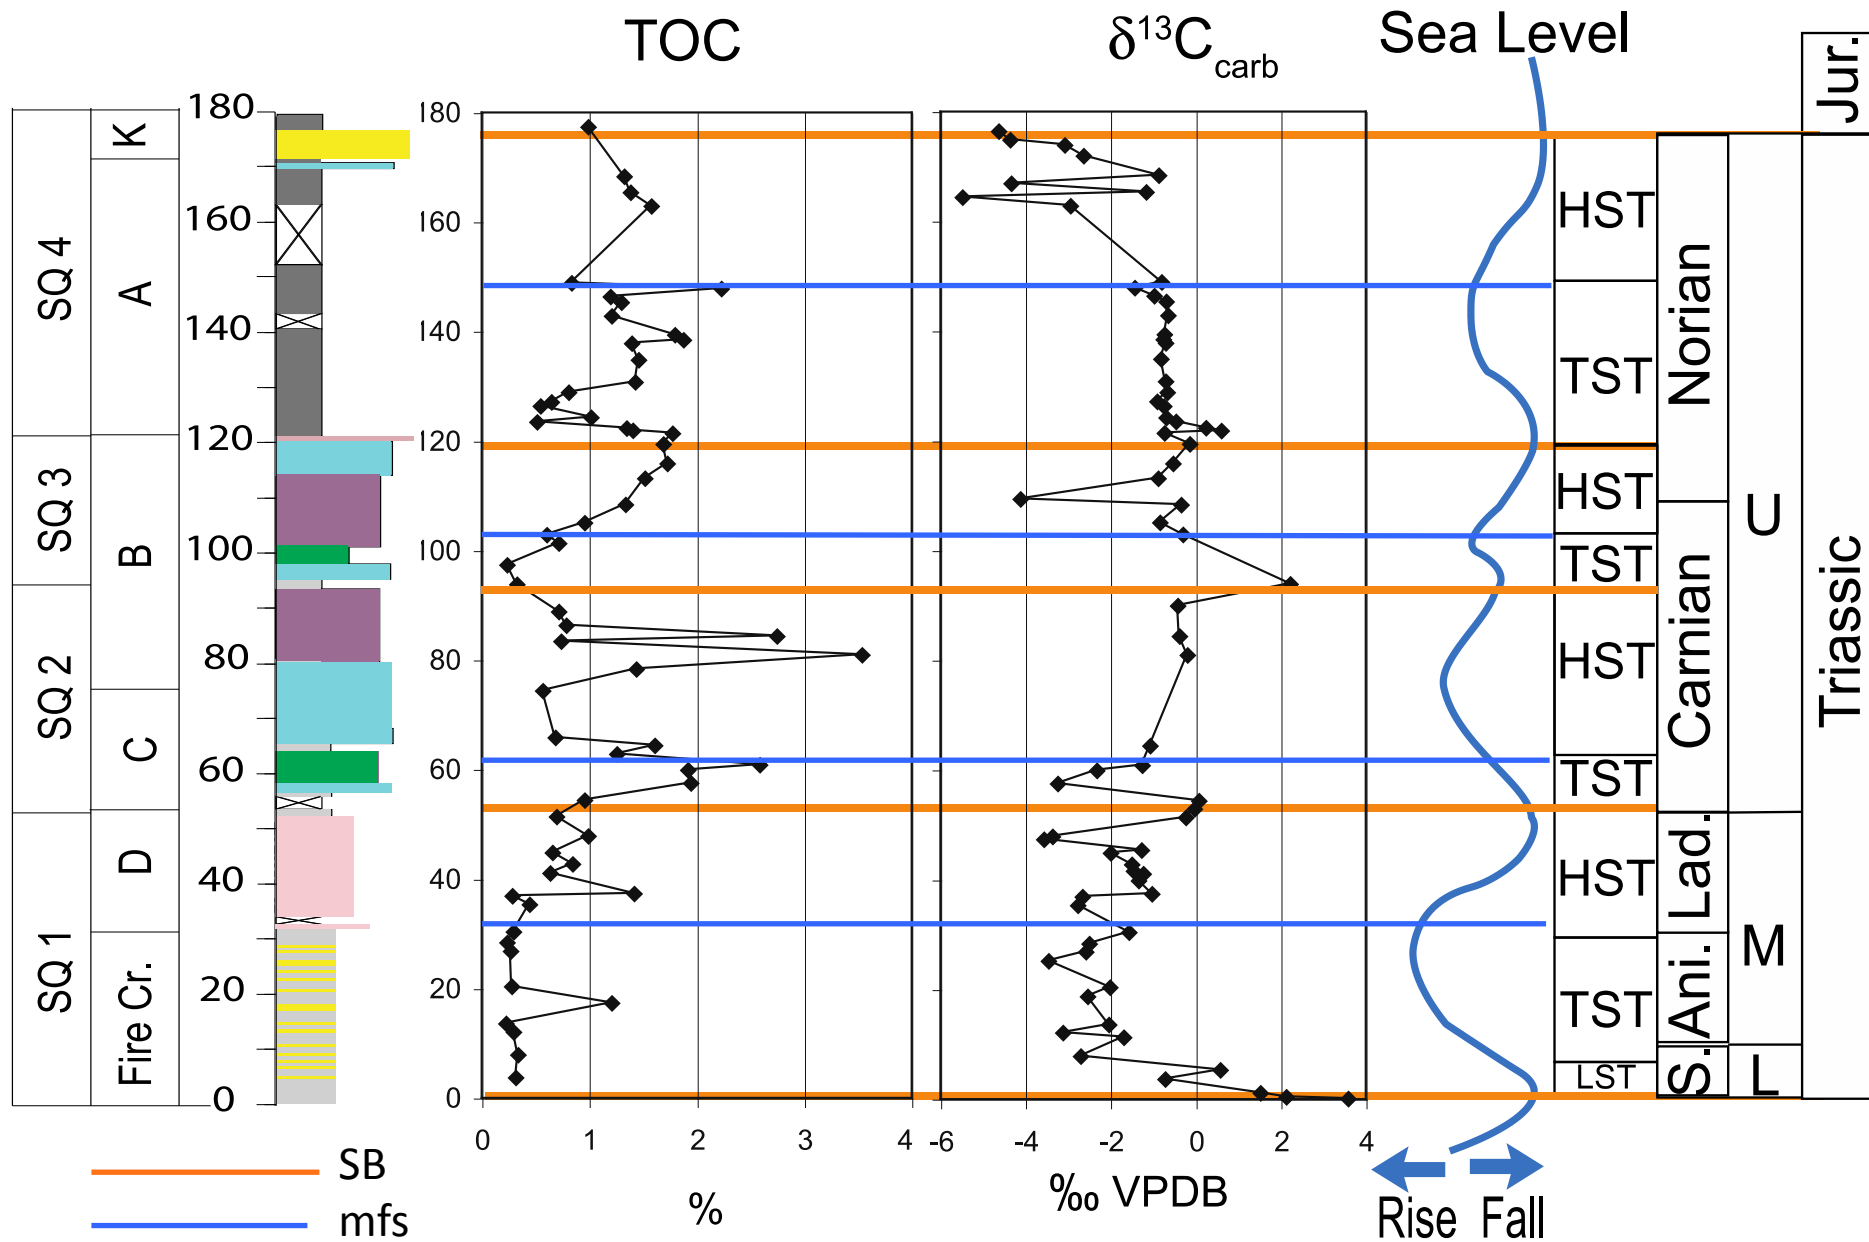 TOC
δ¹³C carb
Sea Level
Jur.
180
160
140
120
100
80
60
40
20
0
SQ 4
SQ 3
SQ 2
SQ 1
K
A
B
C
D
Fire Cr.
180
160
140
120
100
80
60
40
20
0
0 1 2 3 4
%
-6 -4 -2 0 2 4
‰ VPDB
HST
TST
HST
TST
HST
TST
HST
TST
LST
Norian
Carnian
Lad.
Ani.
S.
U
M
L
Triassic
Rise Fall
SB
mfs